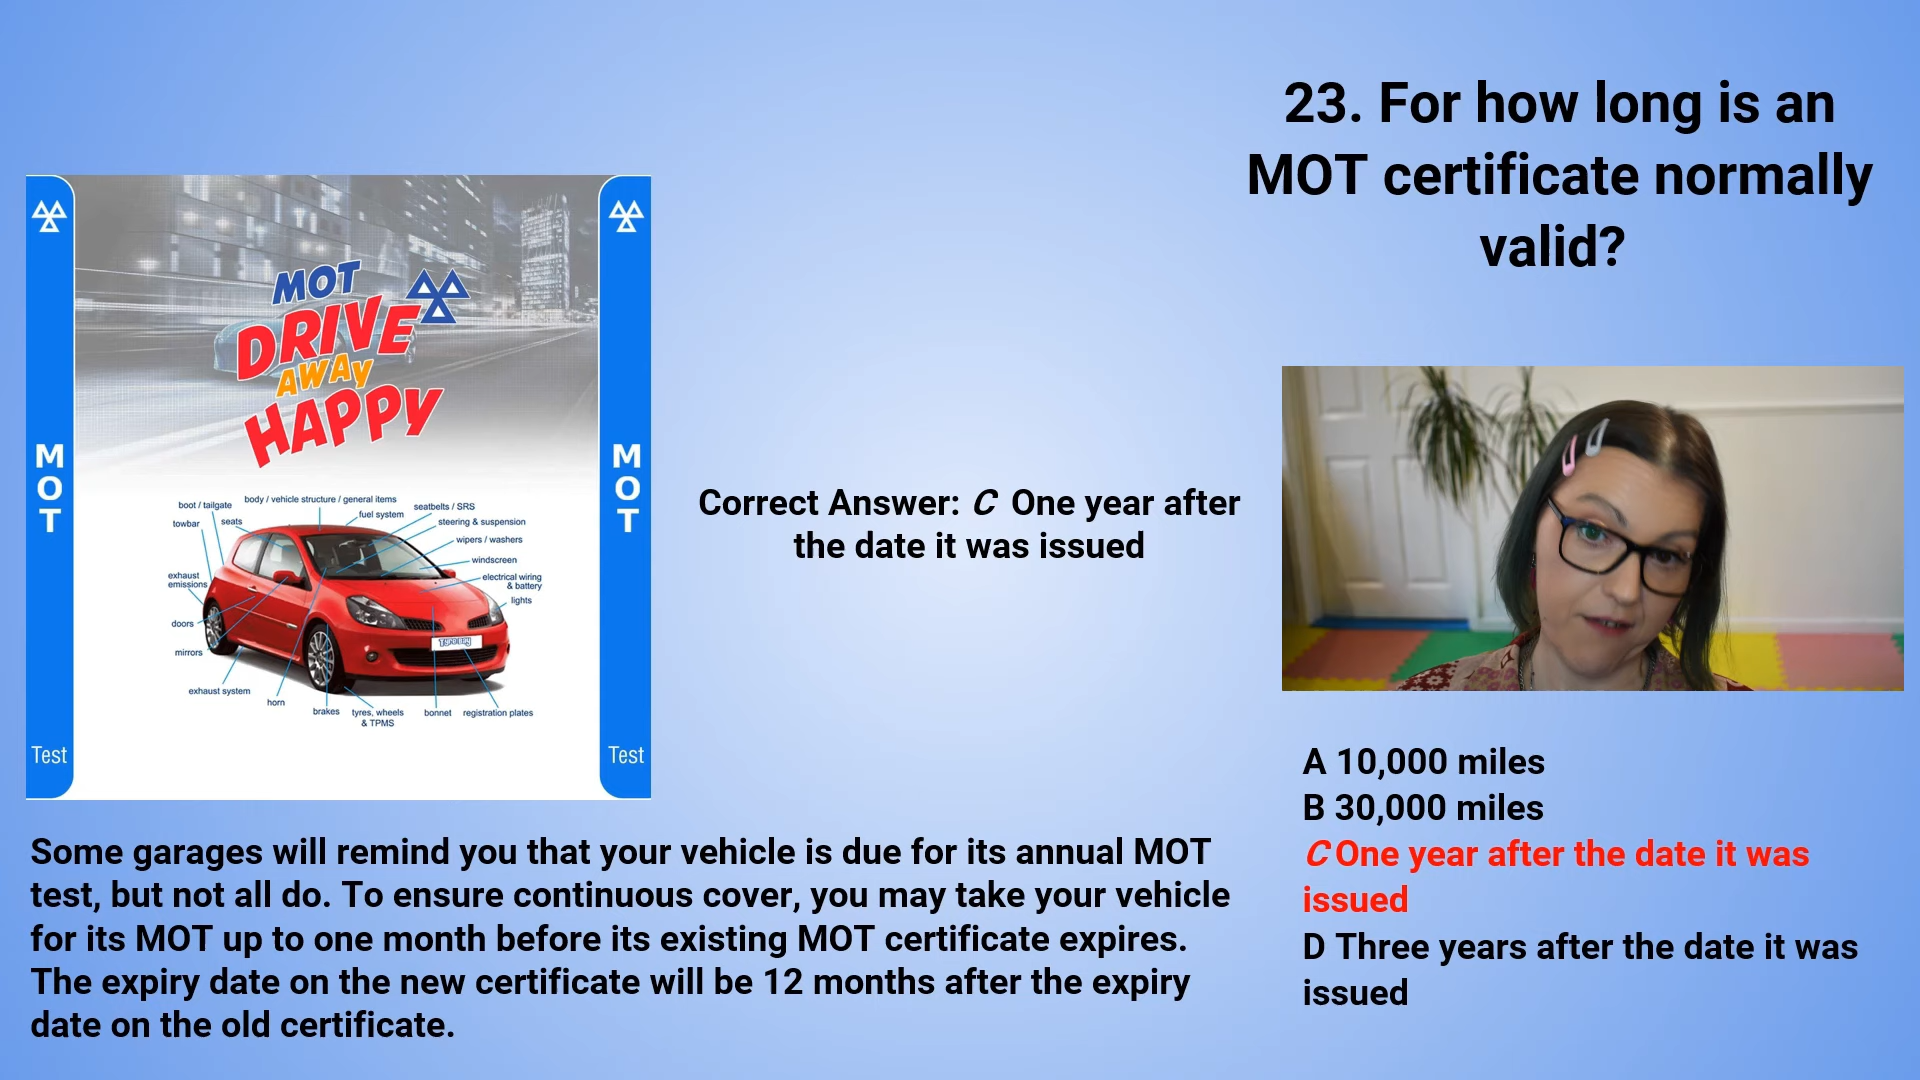 23. For how long is an
MOT certificate normally
valid?
MOT
Test
MOT
DRIVE
AWAY
HAPPY
body / vehicle structure / general items
boot / tailgate
seatbelts / SRS
fuel system
towbar
seats
steering & suspension
wipers / washers
windscreen
exhaust
emissions
electrical wiring
& battery
lights
doors
mirrors
exhaust system
horn
brakes
tyres, wheels
& TPMS
bonnet
registration plates
MOT
Test
Correct Answer: C One year after
the date it was issued
A 10,000 miles
B 30,000 miles
C One year after the date it was
issued
D Three years after the date it was
issued
Some garages will remind you that your vehicle is due for its annual MOT
test, but not all do. To ensure continuous cover, you may take your vehicle
for its MOT up to one month before its existing MOT certificate expires.
The expiry date on the new certificate will be 12 months after the expiry
date on the old certificate.